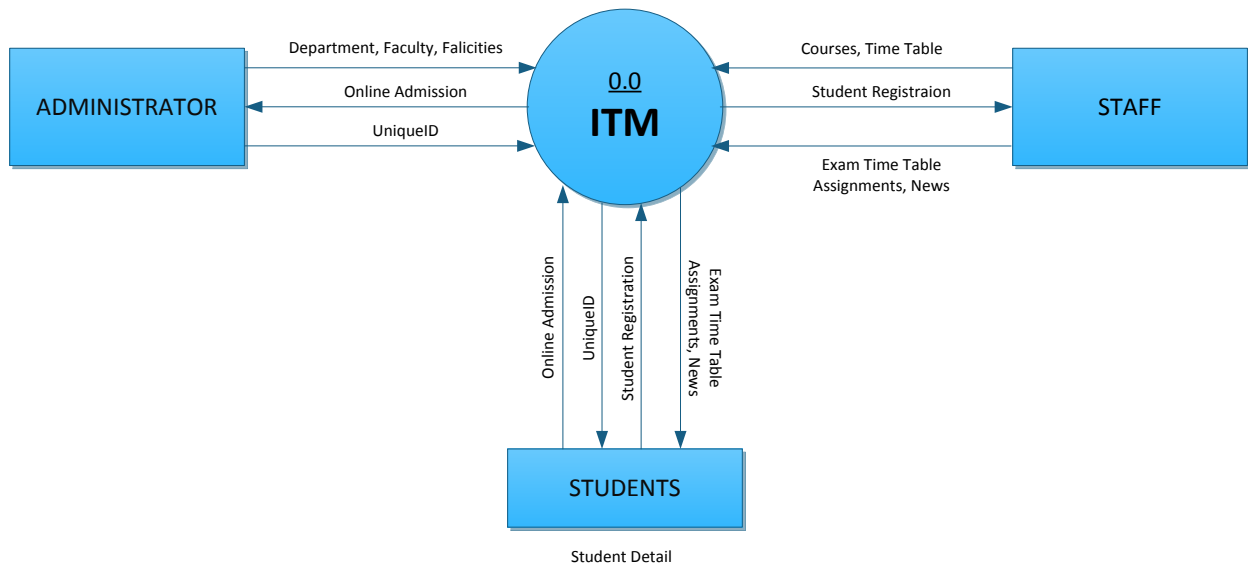 Department, Faculty, Falicities
Courses, Time Table
0.0
ADMINISTRATOR
Online Admission
ITM
Student Registraion
STAFF
UniqueID
Exam Time Table
Assignments, News
Online Admission
UniqueID
Student Registration
Exam Time Table
Assignments, News
STUDENTS
Student Detail